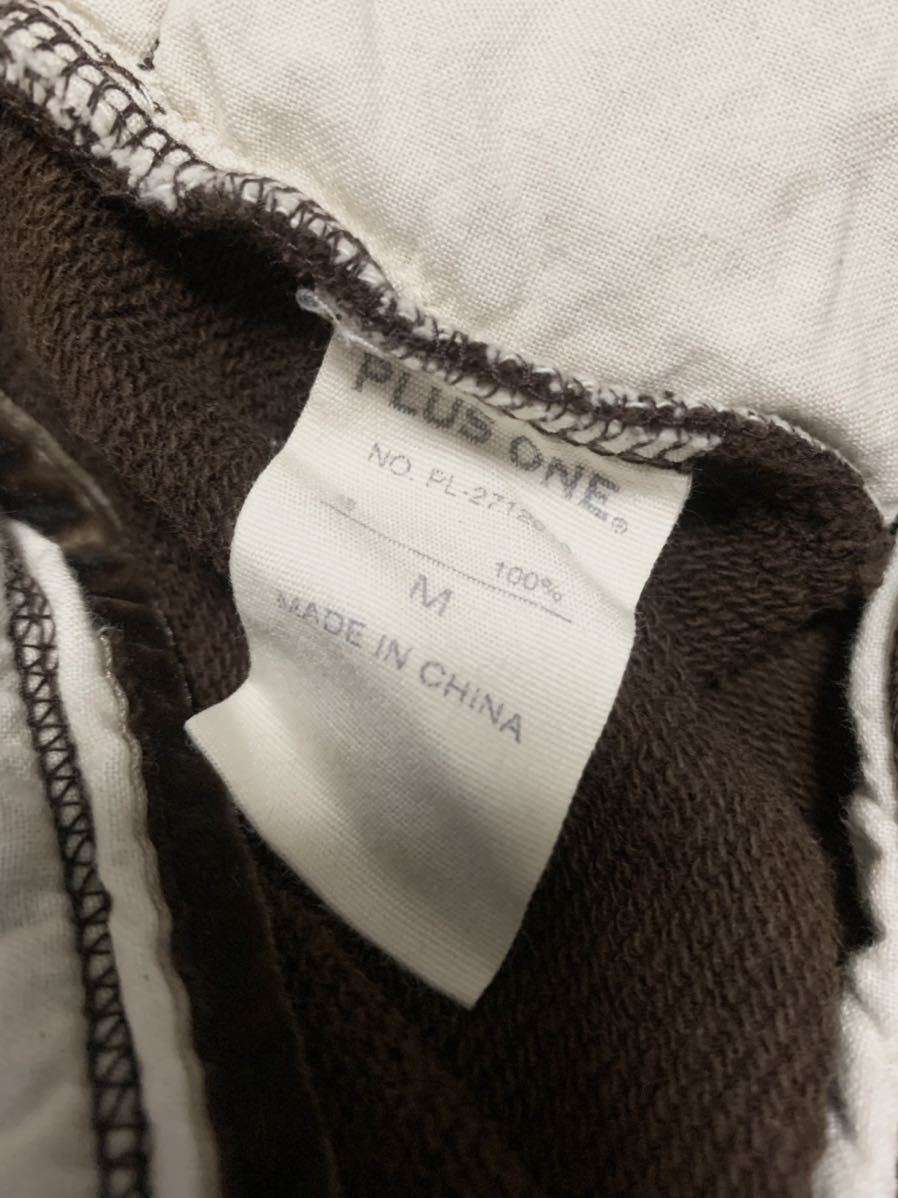 PLUS ONE®
NO. PL-2712
100%
M
MADE IN CHINA